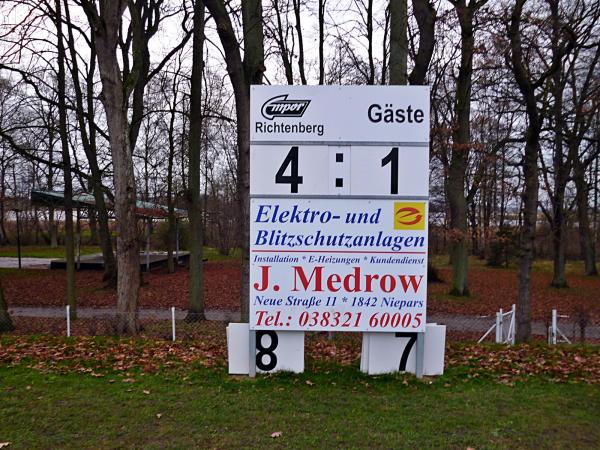 Empor Gäste
Richtenberg
4 : 1
Elektro- und
Blitzschutzanlagen
Installation * E-Heizungen * Kundendienst
J. Medrow
Neue Straße 11 * 1842 Niepars
Tel.: 038321 60005
8 7